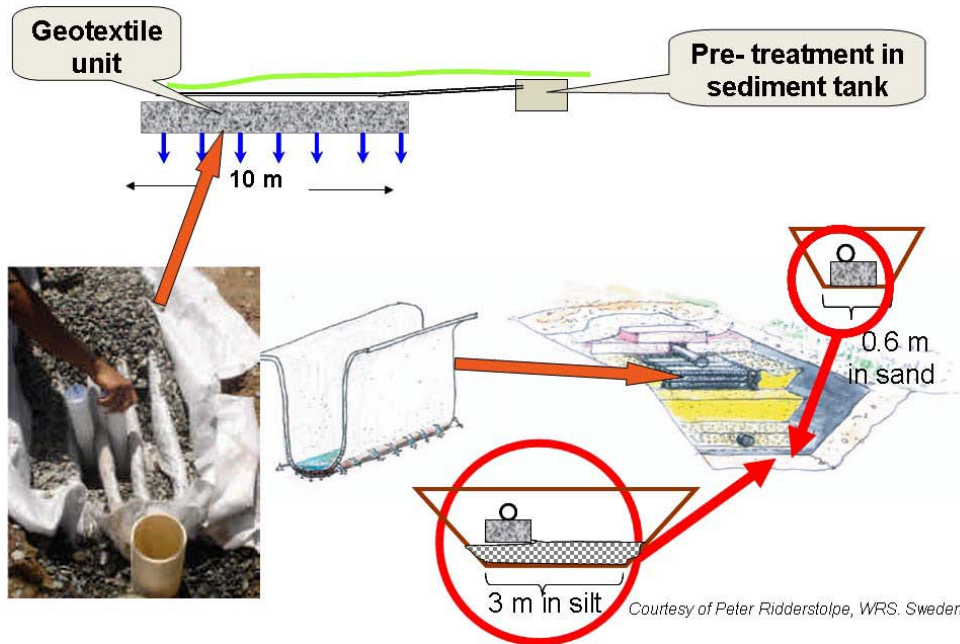 Geotextile
unit
Pre- treatment in
sediment tank
10 m
0.6 m
in sand
3 m in silt
Courtesy of Peter Ridderstolpe, WRS. Sweden